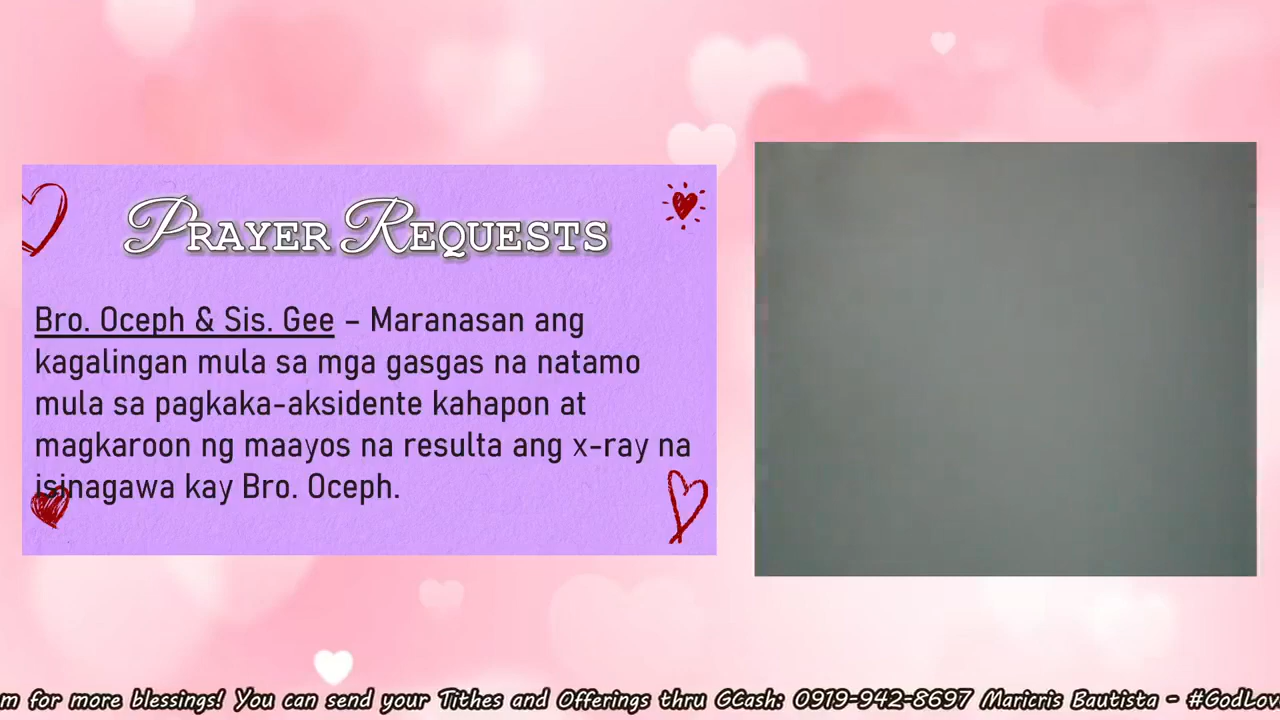 PRAYER REQUESTS
Bro. Oceph & Sis. Gee – Maranasan ang
kagalingan mula sa mga gasgas na natamo
mula sa pagkaka-aksidente kahapon at
magkaroon ng maayos na resulta ang x-ray na
isinagawa kay Bro. Oceph.
m for more blessings! You can send your Tithes and Offerings thru GCash: 0919-942-8697 Maricris Bautista - #GodLov